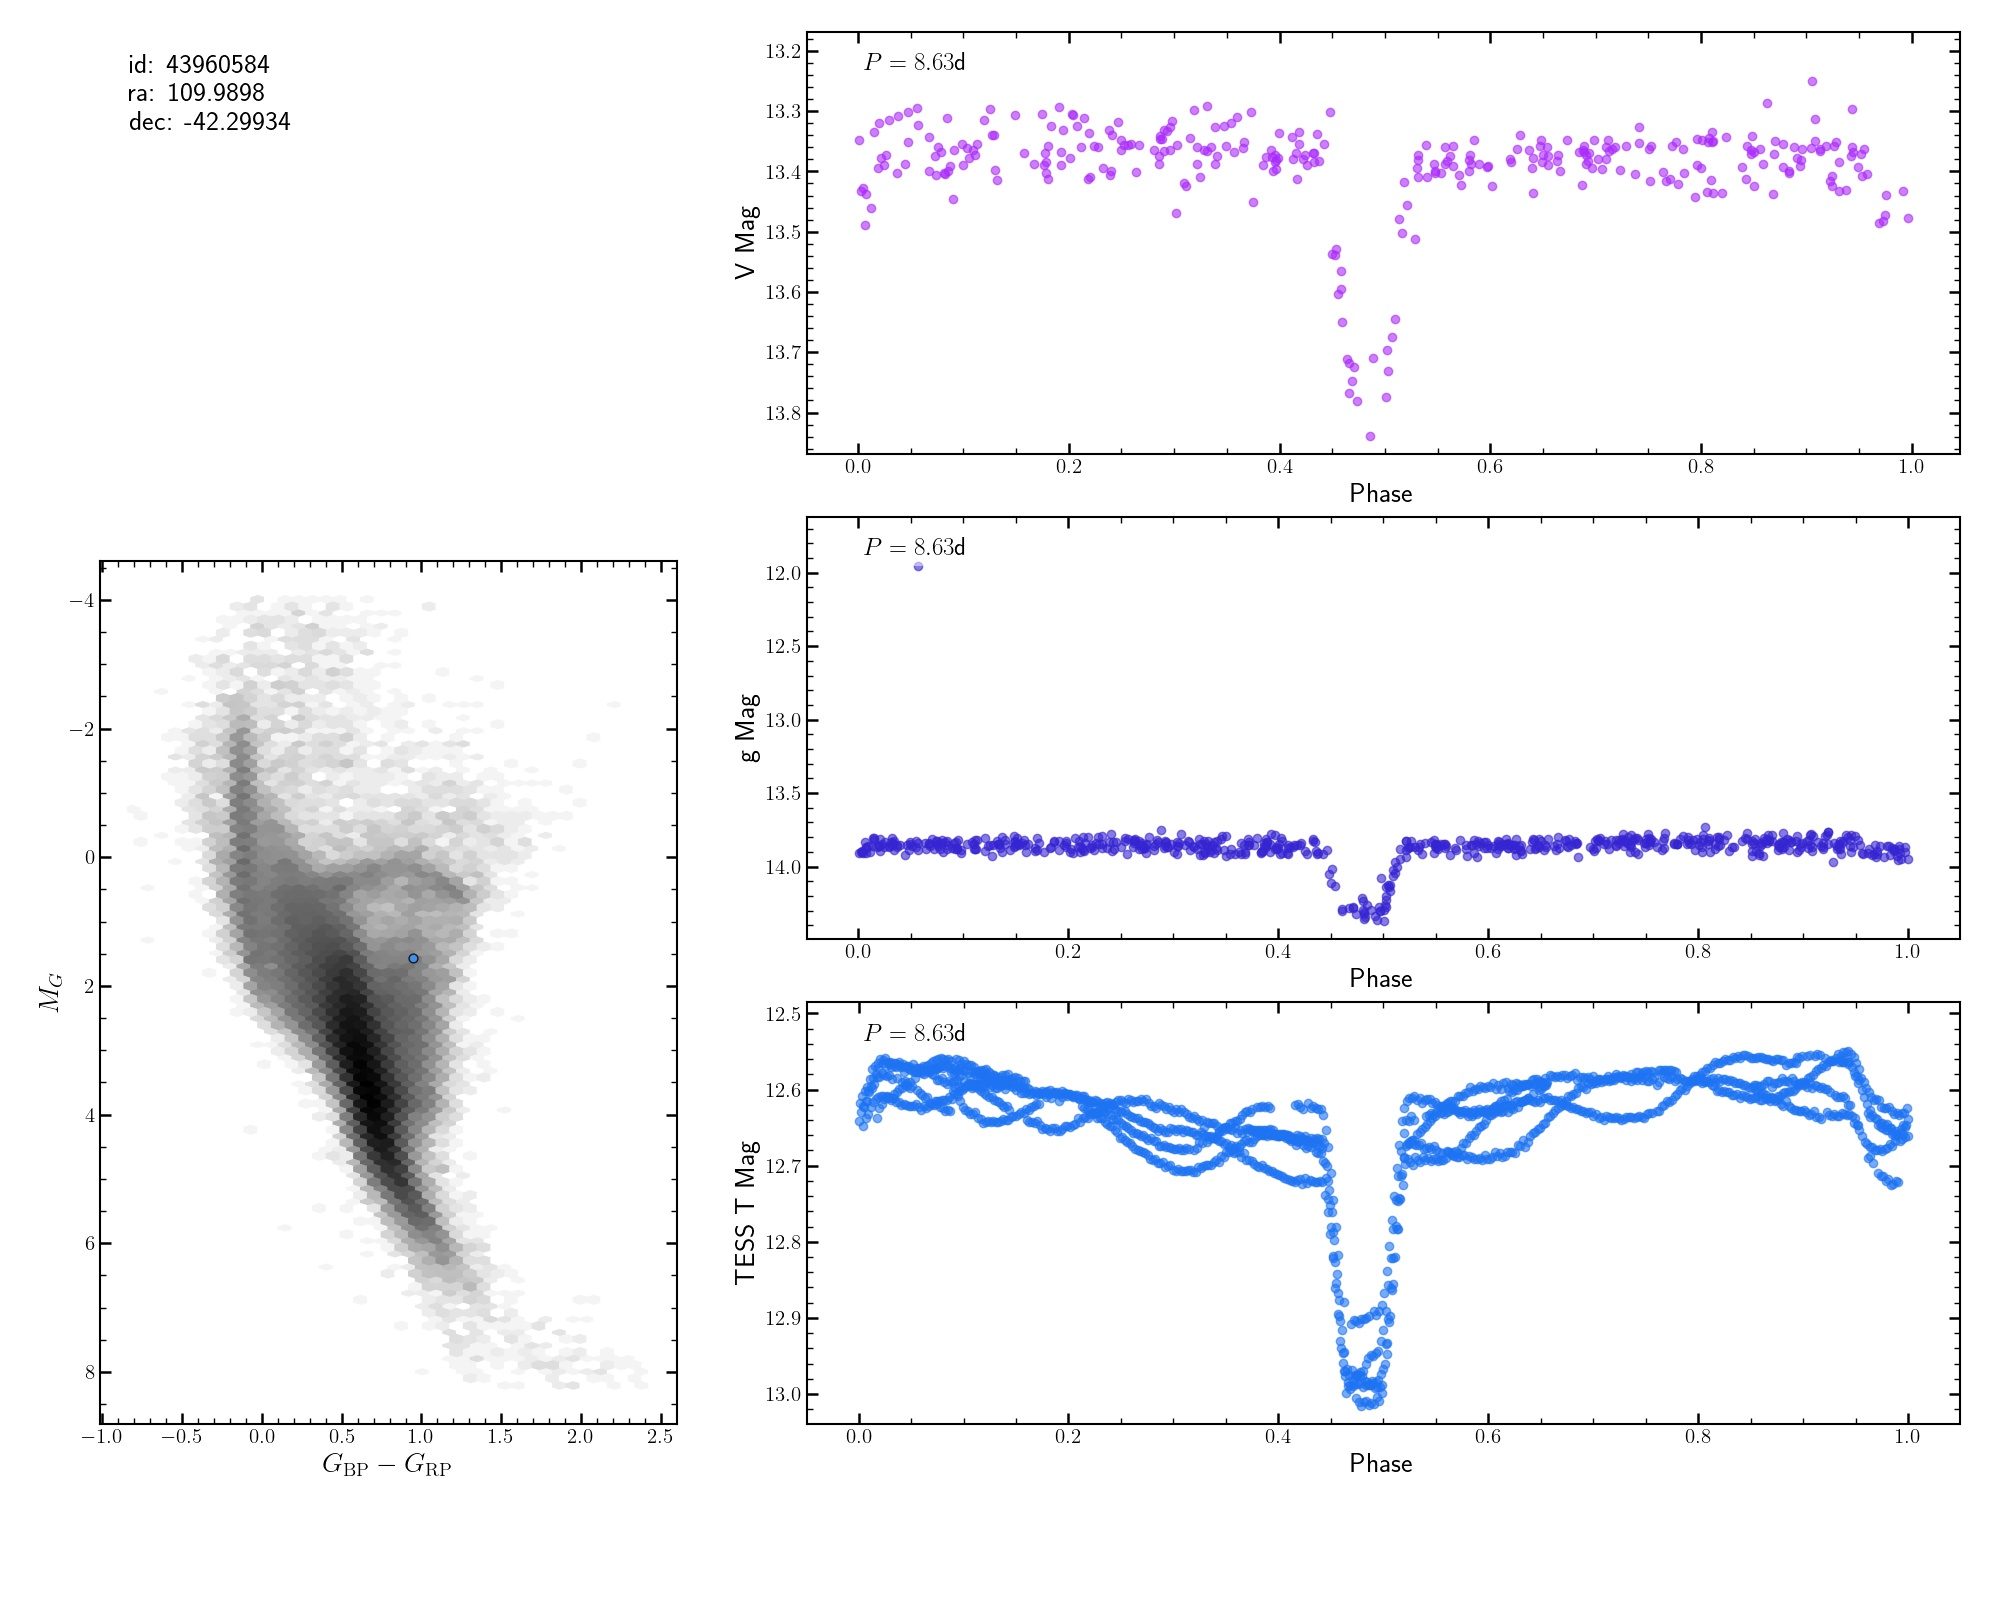 id: 43960584
ra: 109.9898
dec: -42.29934
P = 8.63d
13.2
13.3
13.4
13.5
13.6
13.7
13.8
V Mag
0.0 0.2 0.4 0.6 0.8 1.0
Phase
P = 8.63d
12.0
12.5
13.0
13.5
14.0
g Mag
0.0 0.2 0.4 0.6 0.8 1.0
Phase
−4
−2
0
2
4
6
8
M_G
−1.0 −0.5 0.0 0.5 1.0 1.5 2.0 2.5
G_BP − G_RP
P = 8.63d
12.5
12.6
12.7
12.8
12.9
13.0
TESS T Mag
0.0 0.2 0.4 0.6 0.8 1.0
Phase